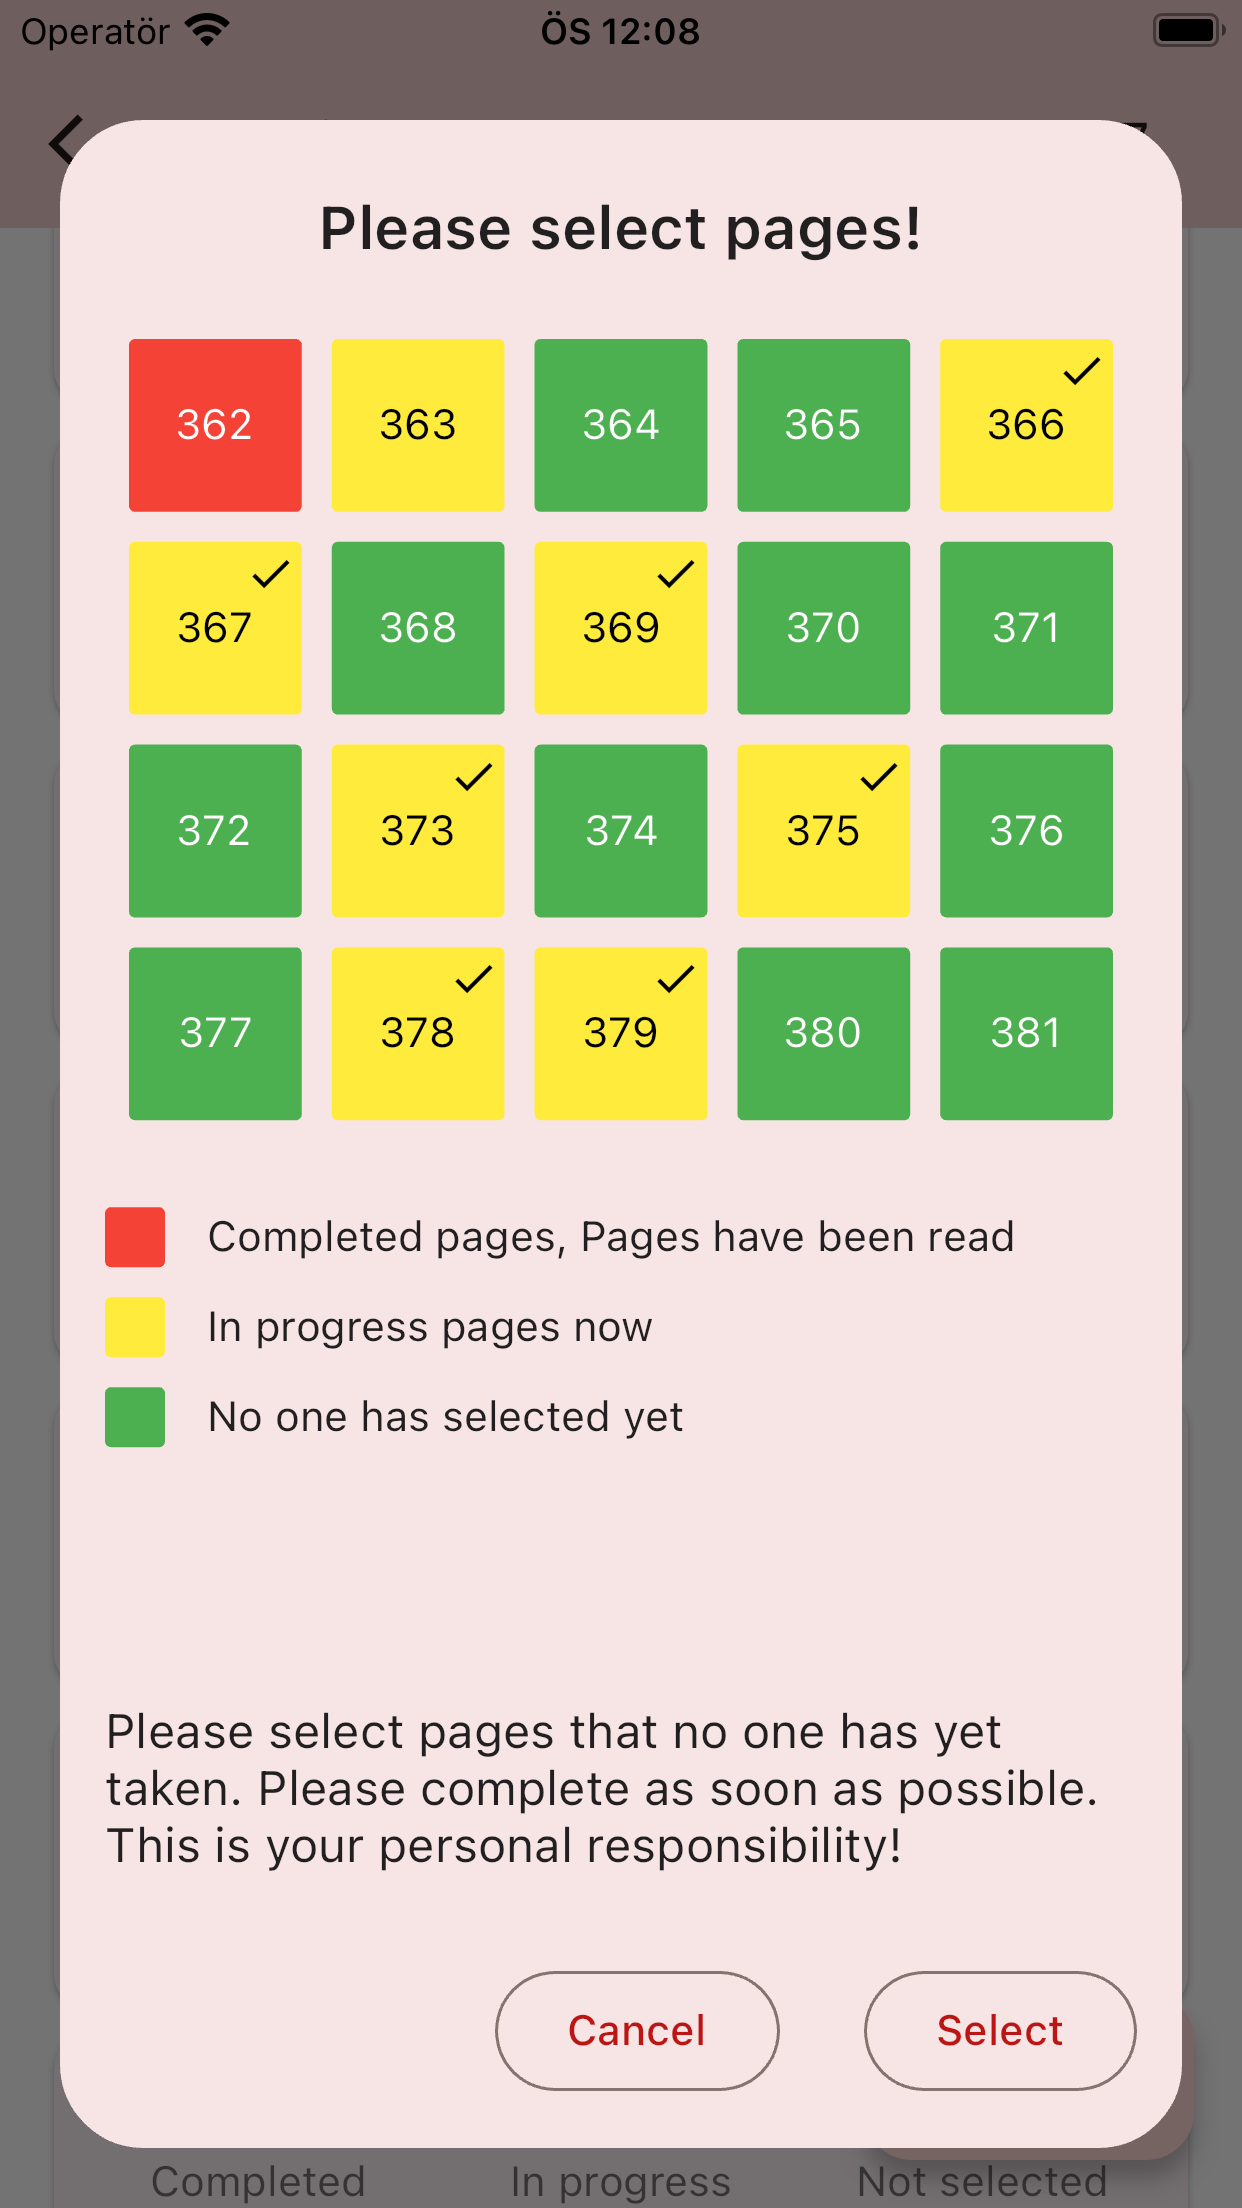 Operatör ÖS 12:08
Please select pages!
362 363 364 365 366
367 368 369 370 371
372 373 374 375 376
377 378 379 380 381
Completed pages, Pages have been read
In progress pages now
No one has selected yet
Please select pages that no one has yet
taken. Please complete as soon as possible.
This is your personal responsibility!
Cancel Select
Completed In progress Not selected